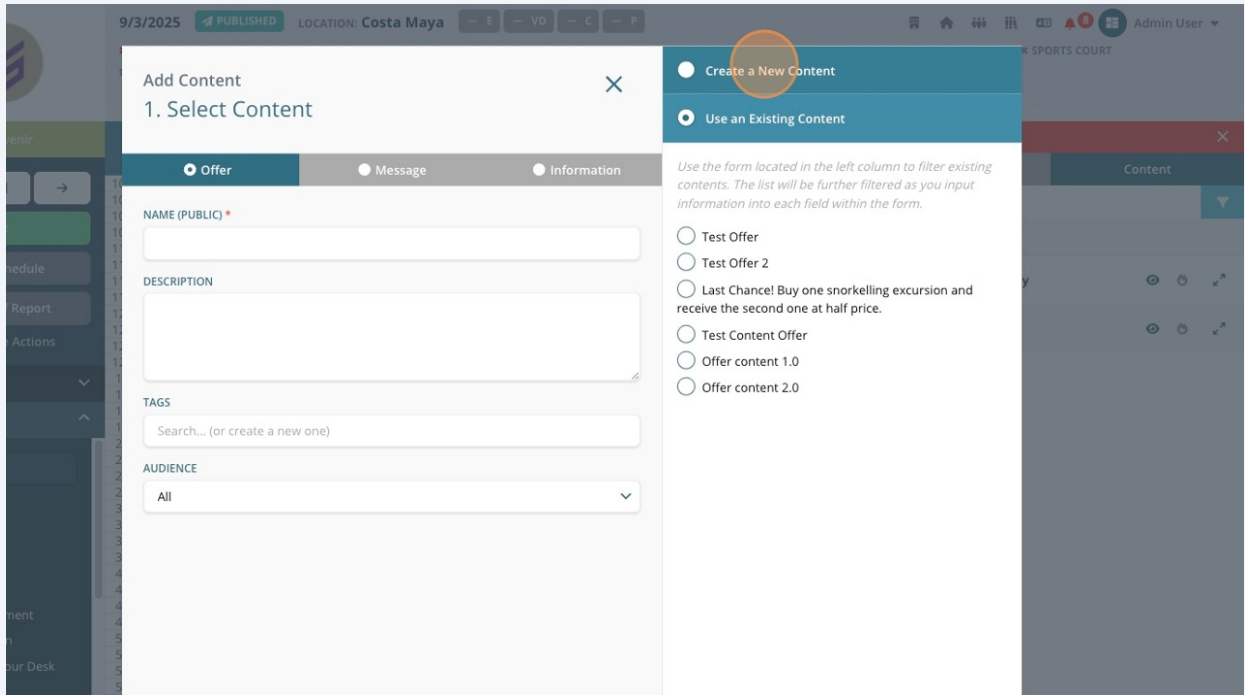 9/3/2025 PUBLISHED LOCATION: Costa Maya — E — VD — C — P 8 Admin User
SPORTS COURT
Add Content
1. Select Content
Offer Message Information
NAME (PUBLIC) *
DESCRIPTION
TAGS
Search... (or create a new one)
AUDIENCE
All
Create a New Content
Use an Existing Content
Use the form located in the left column to filter existing
contents. The list will be further filtered as you input
information into each field within the form.
Test Offer
Test Offer 2
Last Chance! Buy one snorkelling excursion and
receive the second one at half price.
Test Content Offer
Offer content 1.0
Offer content 2.0
Content
Report
Actions
Desk